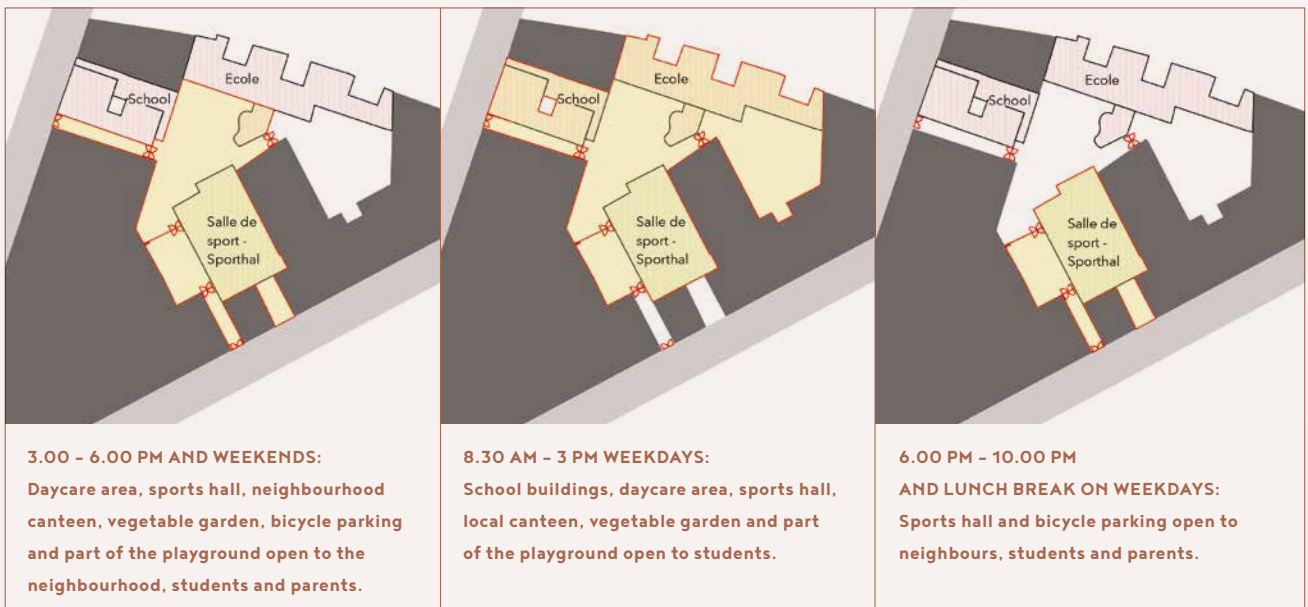 Ecole
School
Salle de
sport -
Sporthal
3.00 – 6.00 PM AND WEEKENDS:
Daycare area, sports hall, neighbourhood
canteen, vegetable garden, bicycle parking
and part of the playground open to the
neighbourhood, students and parents.
Ecole
School
Salle de
sport -
Sporthal
8.30 AM – 3 PM WEEKDAYS:
School buildings, daycare area, sports hall,
local canteen, vegetable garden and part
of the playground open to students.
Ecole
School
Salle de
sport -
Sporthal
6.00 PM – 10.00 PM
AND LUNCH BREAK ON WEEKDAYS:
Sports hall and bicycle parking open to
neighbours, students and parents.